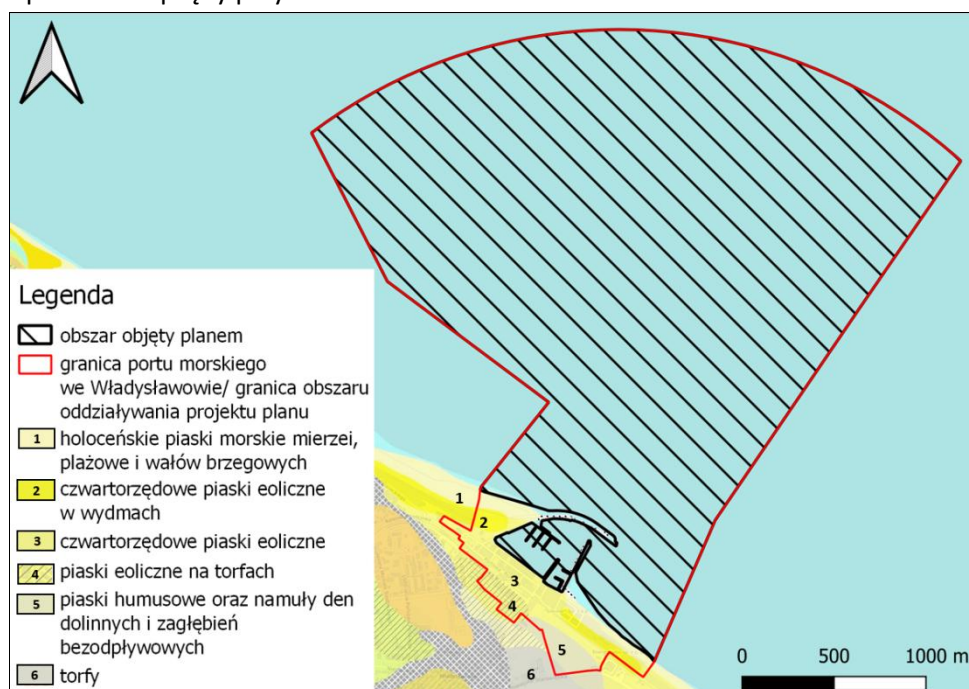 Legenda
obszar objęty planem
granica portu morskiego
we Władysławowie/ granica obszaru
oddziaływania projektu planu
1 holoceńskie piaski morskie mierzei,
plażowe i wałów brzegowych
2 czwartorzędowe piaski eoliczne
w wydmach
3 czwartorzędowe piaski eoliczne
4 piaski eoliczne na torfach
5 piaski humusowe oraz namuły den
dolinnych i zagłębień
bezodpływowych
6 torfy
1
2
3
4
5
6
0 500 1000 m